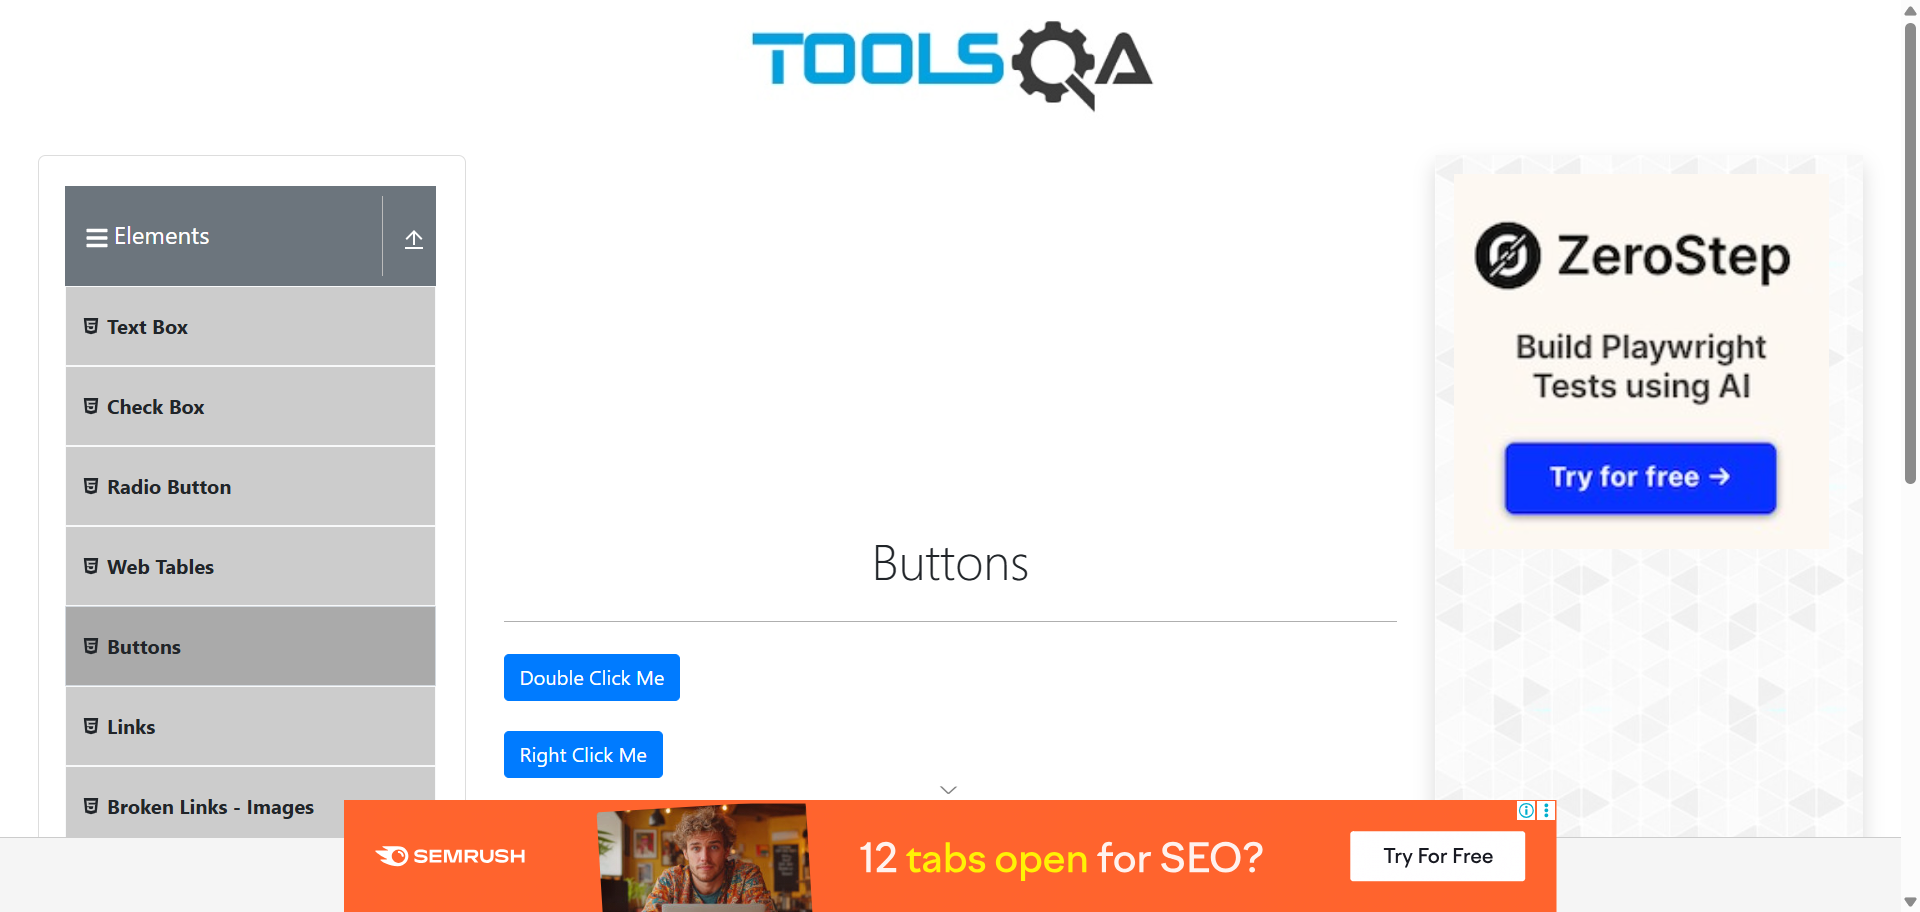 TOOLSQA
Elements
Text Box
Check Box
Radio Button
Web Tables
Buttons
Links
Broken Links - Images
Buttons
Double Click Me
Right Click Me
ZeroStep
Build Playwright
Tests using AI
Try for free →
SEMRUSH
12 tabs open for SEO?
Try For Free